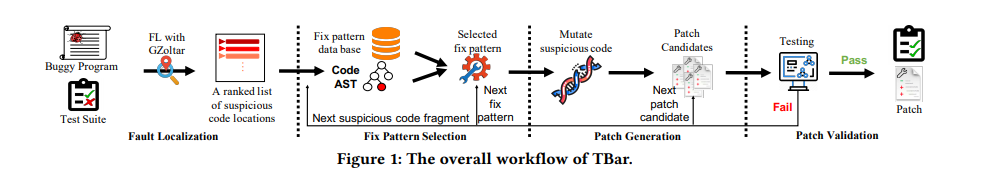 Buggy Program
Test Suite
FL with
GZoltar
A ranked list
of suspicious
code locations
Fault Localization
Fix pattern
data base
Code
AST
Selected
fix pattern
Next
fix
pattern
Next suspicious code fragment
Fix Pattern Selection
Mutate
suspicious code
Patch
Candidates
Next
patch
candidate
Patch Generation
Testing
Pass
Fail
Patch
Patch Validation
Figure 1: The overall workflow of TBar.